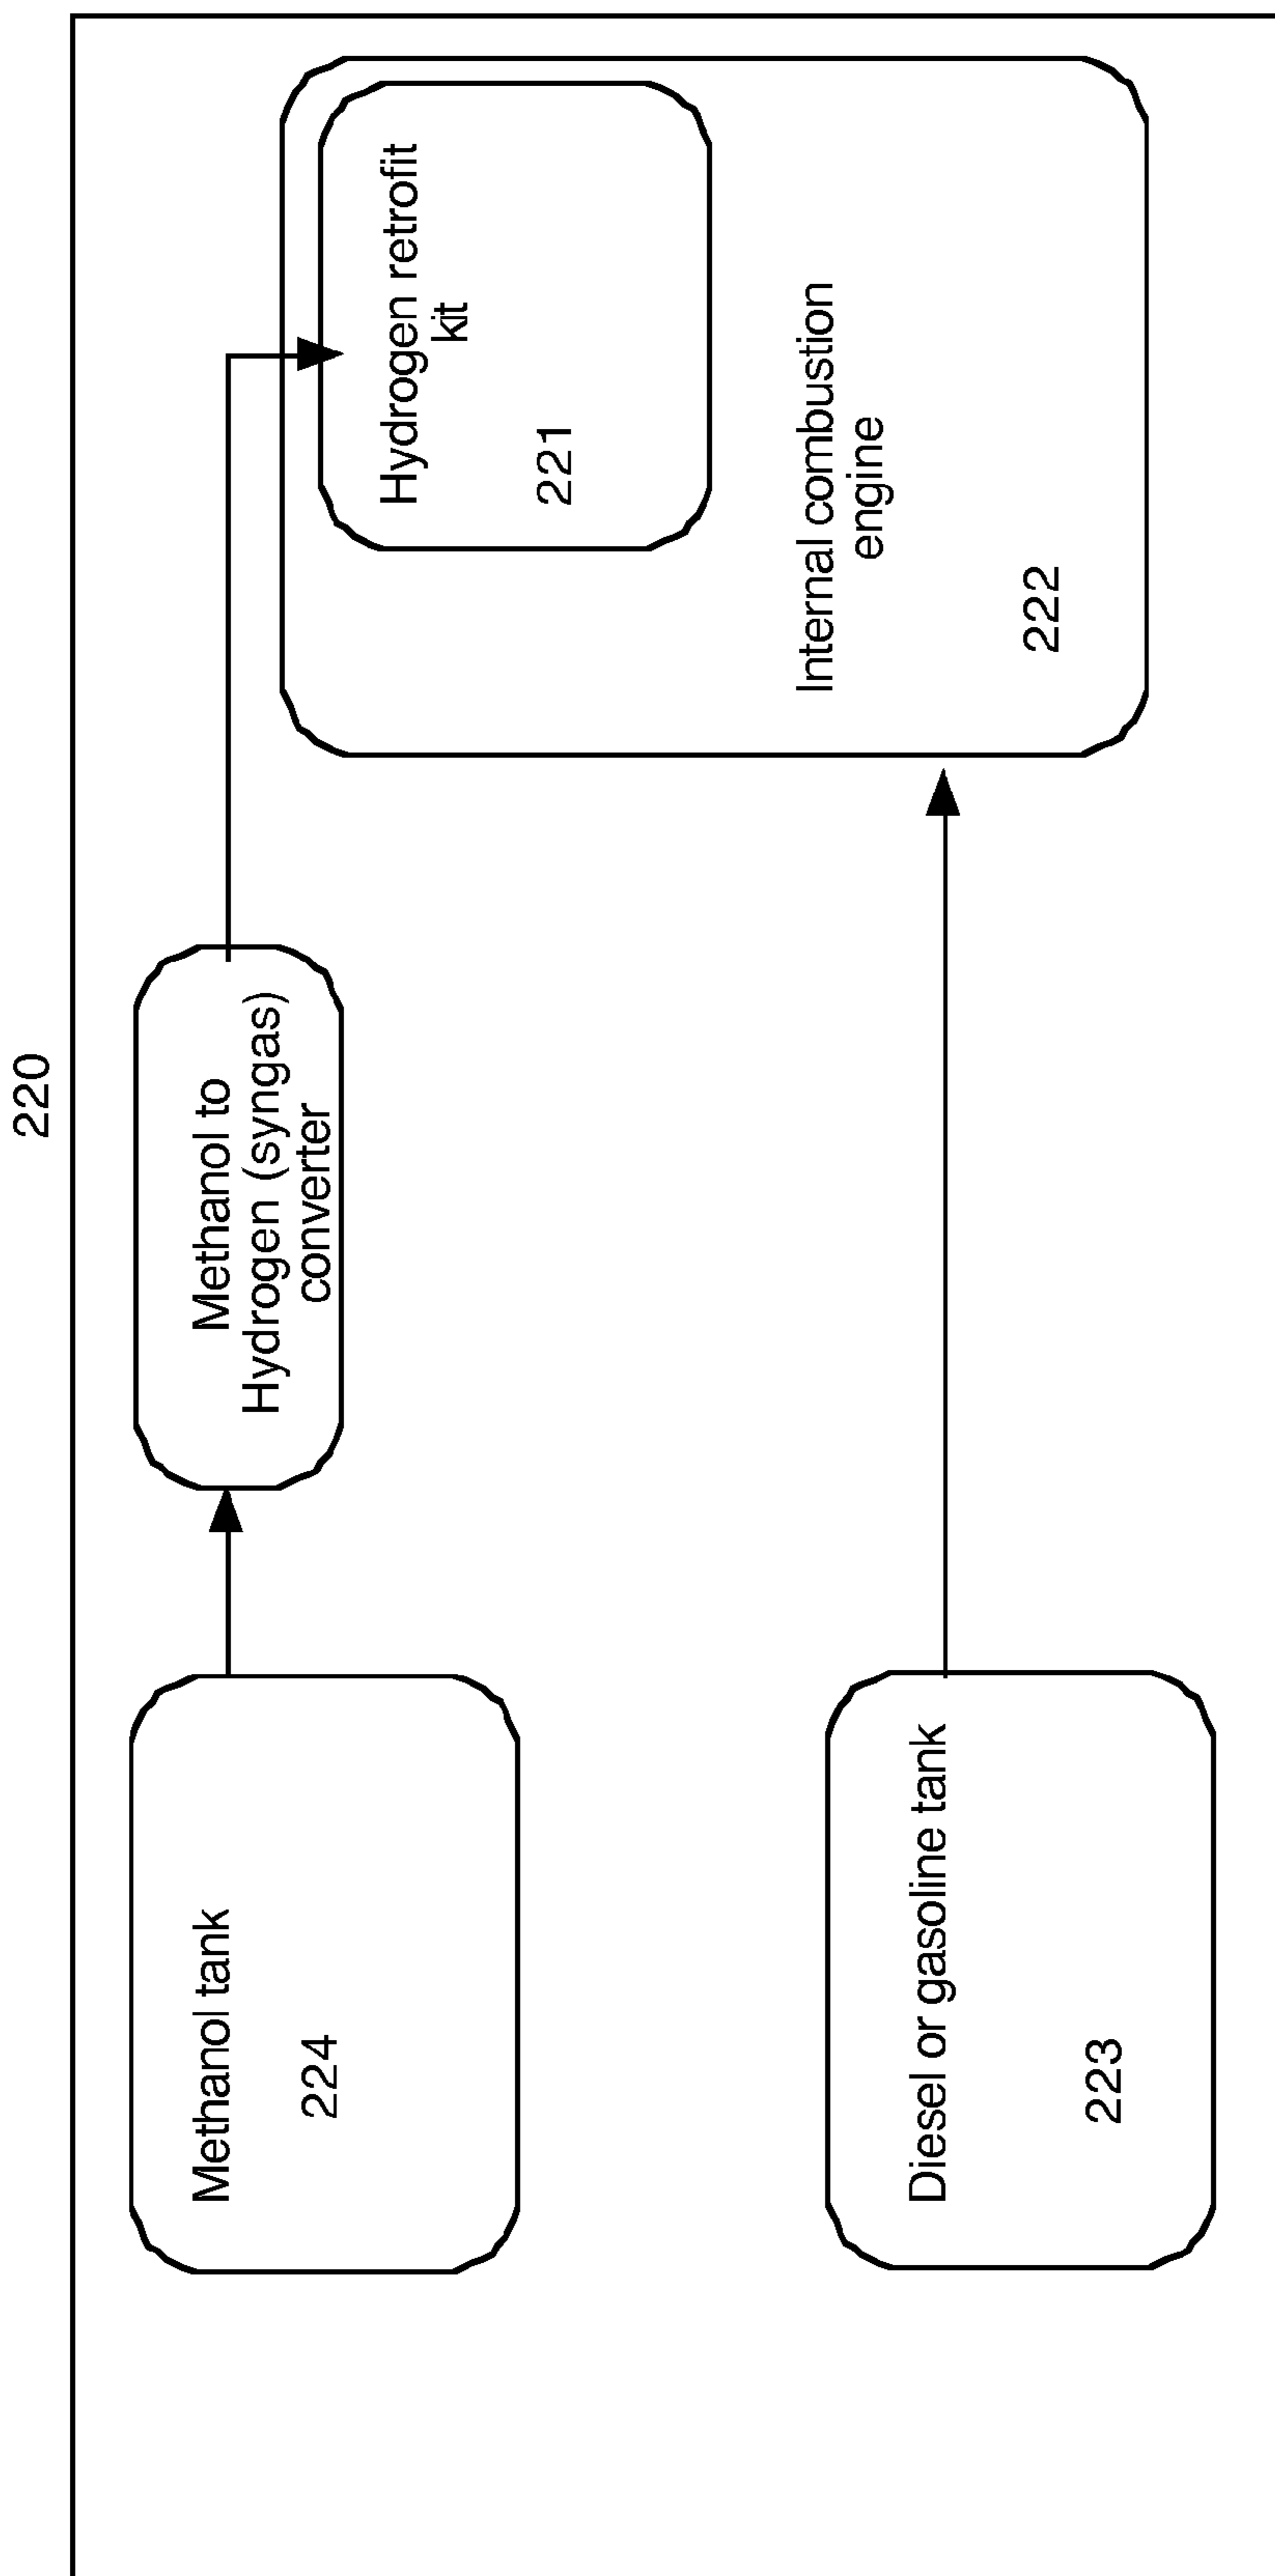 220
Methanol tank
224
Methanol to
Hydrogen (syngas)
converter
Hydrogen retrofit
kit
221
Internal combustion
engine
222
Diesel or gasoline tank
223